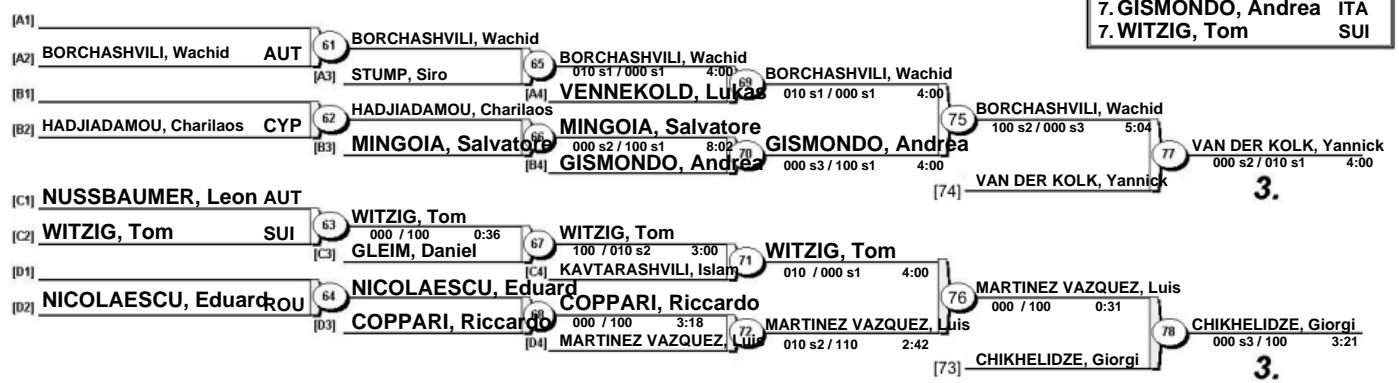 7. GISMONDO, Andrea ITA
7. WITZIG, Tom SUI
[A1]
[A2] BORCHASHVILI, Wachid AUT
61 BORCHASHVILI, Wachid
[A3] STUMP, Siro
65 BORCHASHVILI, Wachid
010 s1 / 000 s1 4:00
[A4] VENNEKOLD, Lukas
69 BORCHASHVILI, Wachid
010 s1 / 000 s1 4:00
[B1]
[B2] HADJIADAMOU, Charilaos CYP
62 HADJIADAMOU, Charilaos
[B3] MINGOIA, Salvatore
66 MINGOIA, Salvatore
000 s2 / 100 s1 8:02
[B4] GISMONDO, Andrea
70 GISMONDO, Andrea
000 s3 / 100 s1 4:00
75 BORCHASHVILI, Wachid
100 s2 / 000 s3 5:04
[74] VAN DER KOLK, Yannick
77 VAN DER KOLK, Yannick
000 s2 / 010 s1 4:00
3.
[C1] NUSSBAUMER, Leon AUT
[C2] WITZIG, Tom SUI
63 WITZIG, Tom
000 / 100 0:36
[C3] GLEIM, Daniel
67 WITZIG, Tom
100 / 010 s2 3:00
[C4] KAVTARASHVILI, Islam
71 WITZIG, Tom
010 / 000 s1 4:00
[D1]
[D2] NICOLAESCU, Eduard ROU
64 NICOLAESCU, Eduard
[D3] COPPARI, Riccardo
68 COPPARI, Riccardo
000 / 100 3:18
[D4] MARTINEZ VAZQUEZ, Luis
72 MARTINEZ VAZQUEZ, Luis
010 s2 / 110 2:42
76 MARTINEZ VAZQUEZ, Luis
000 / 100 0:31
[73] CHIKHELIDZE, Giorgi
78 CHIKHELIDZE, Giorgi
000 s3 / 100 3:21
3.